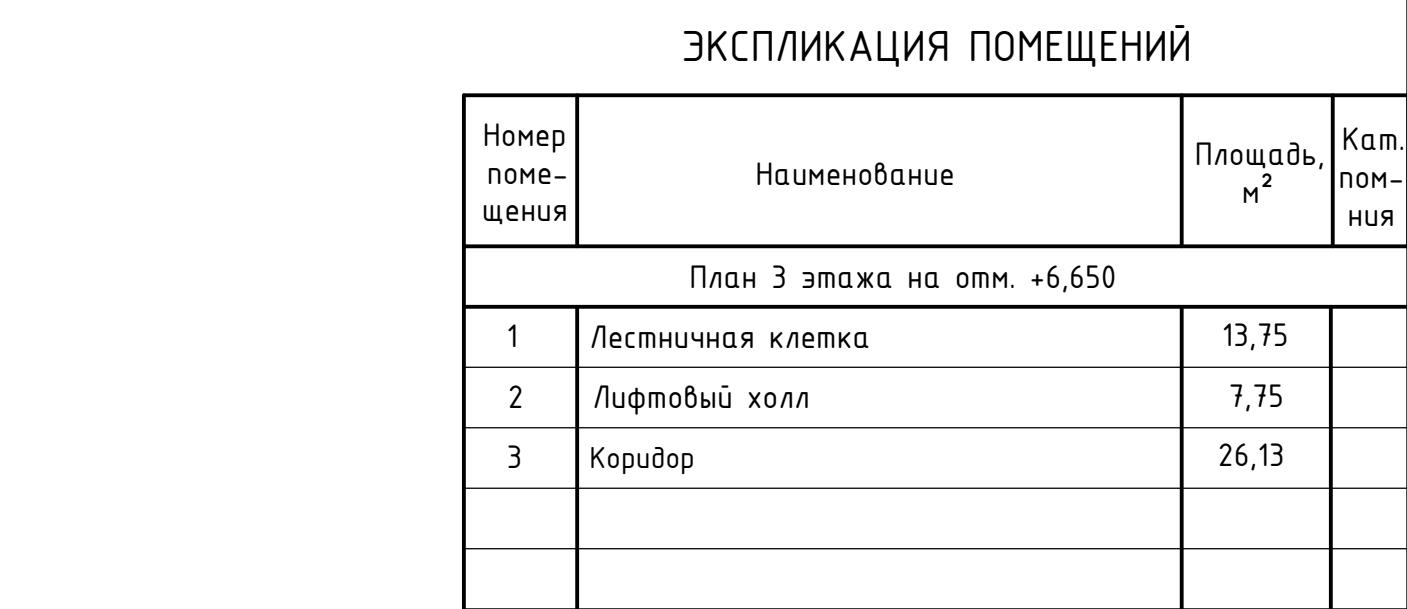 ЭКСПЛИКАЦИЯ ПОМЕЩЕНИЙ
Номер
поме-
щения
Наименование
Площадь,
м²
Кат.
пом-
ния
План 3 этажа на отм. +6,650
1 Лестничная клетка 13,75
2 Лифтовый холл 7,75
3 Коридор 26,13